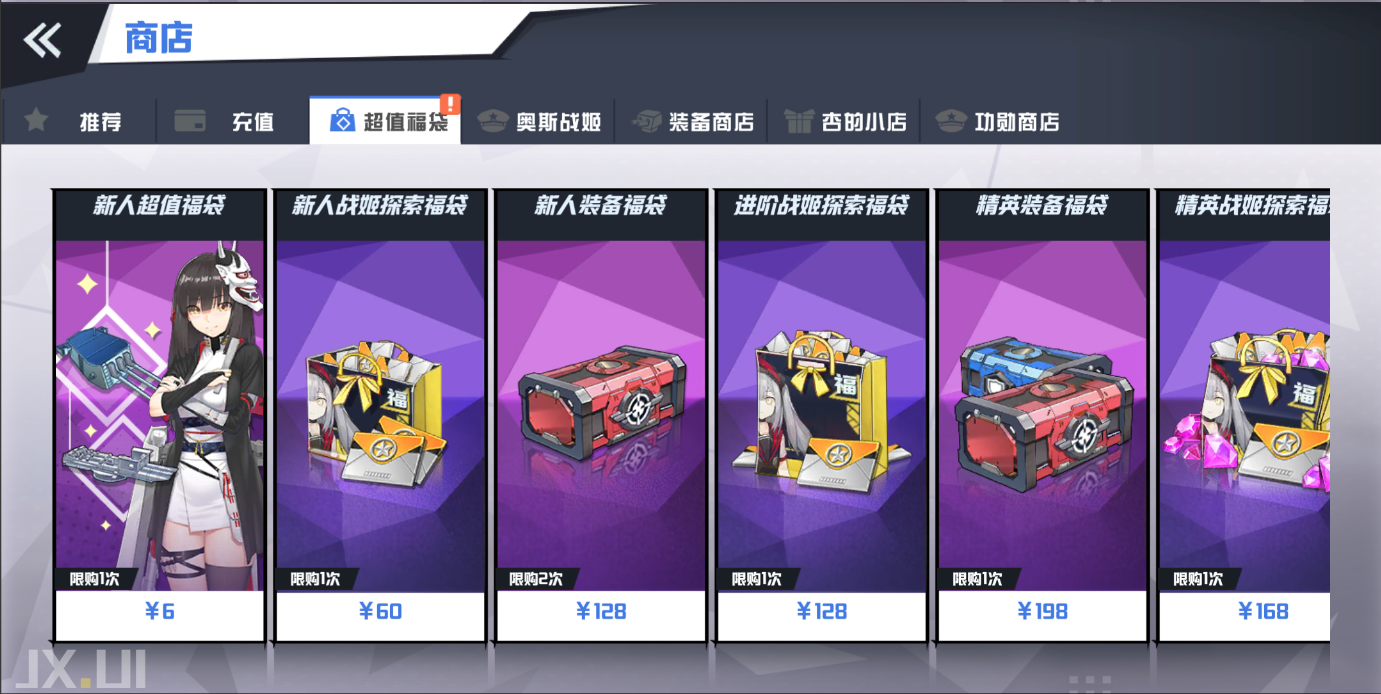 商店
推荐
充值
超值福袋
!
奥斯战姬
装备商店
杏的小店
功勋商店
新人超值福袋
新人战姬探索福袋
新人装备福袋
进阶战姬探索福袋
精英装备福袋
精英战姬探索福
福
福
福
限购1次
限购1次
限购2次
限购1次
限购1次
限购1次
¥6
¥60
¥128
¥128
¥198
¥168
JX.UI